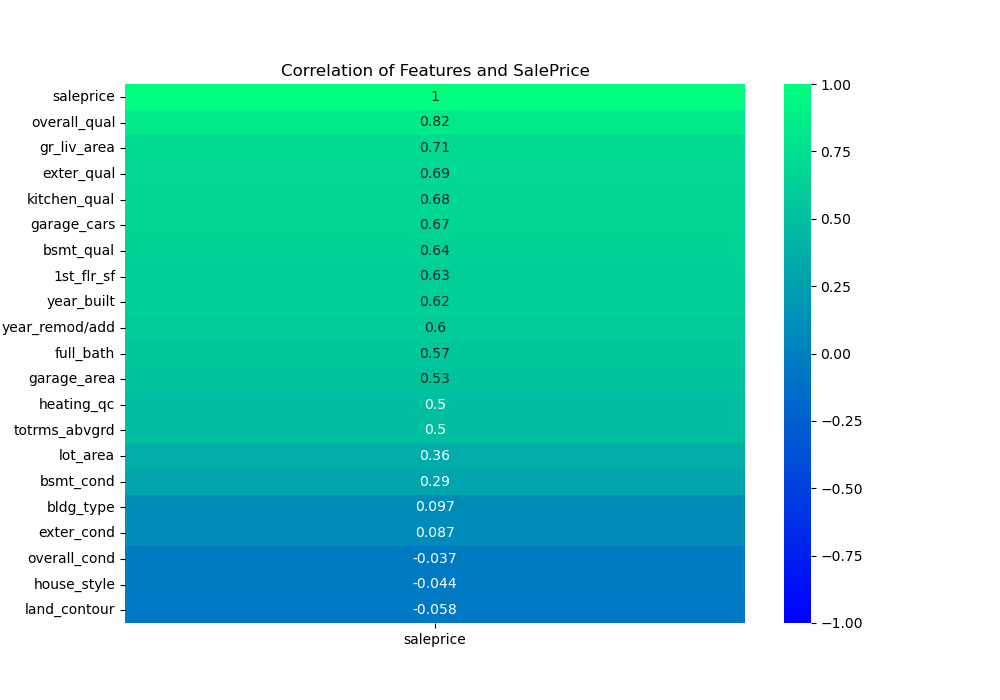 Correlation of Features and SalePrice
saleprice 1
overall_qual 0.82
gr_liv_area 0.71
exter_qual 0.69
kitchen_qual 0.68
garage_cars 0.67
bsmt_qual 0.64
1st_flr_sf 0.63
year_built 0.62
year_remod/add 0.6
full_bath 0.57
garage_area 0.53
heating_qc 0.5
totrms_abvgrd 0.5
lot_area 0.36
bsmt_cond 0.29
bldg_type 0.097
exter_cond 0.087
overall_cond -0.037
house_style -0.044
land_contour -0.058
saleprice
1.00
0.75
0.50
0.25
0.00
−0.25
−0.50
−0.75
−1.00